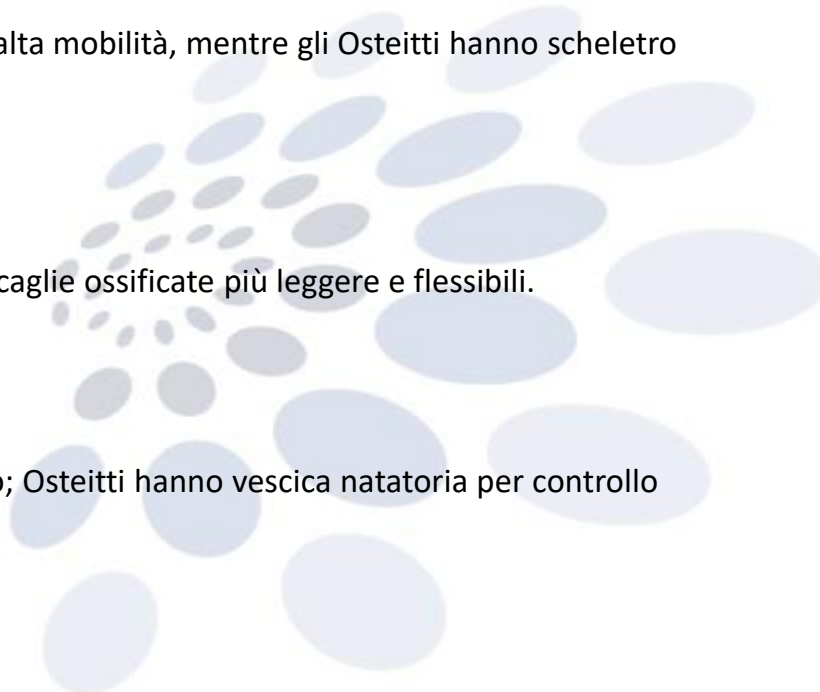 alta mobilità, mentre gli Osteitti hanno scheletro
caglie ossificate più leggere e flessibili.
; Osteitti hanno vescica natatoria per controllo